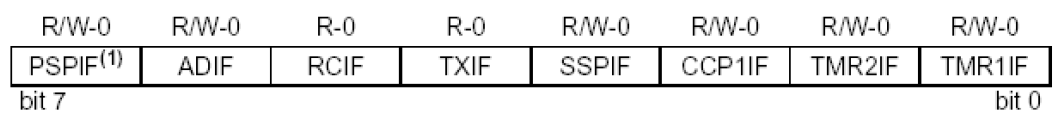 R/W-0 R/W-0 R-0 R-0 R/W-0 R/W-0 R/W-0 R/W-0
PSPIF(1) ADIF RCIF TXIF SSPIF CCP1IF TMR2IF TMR1IF
bit 7 bit 0